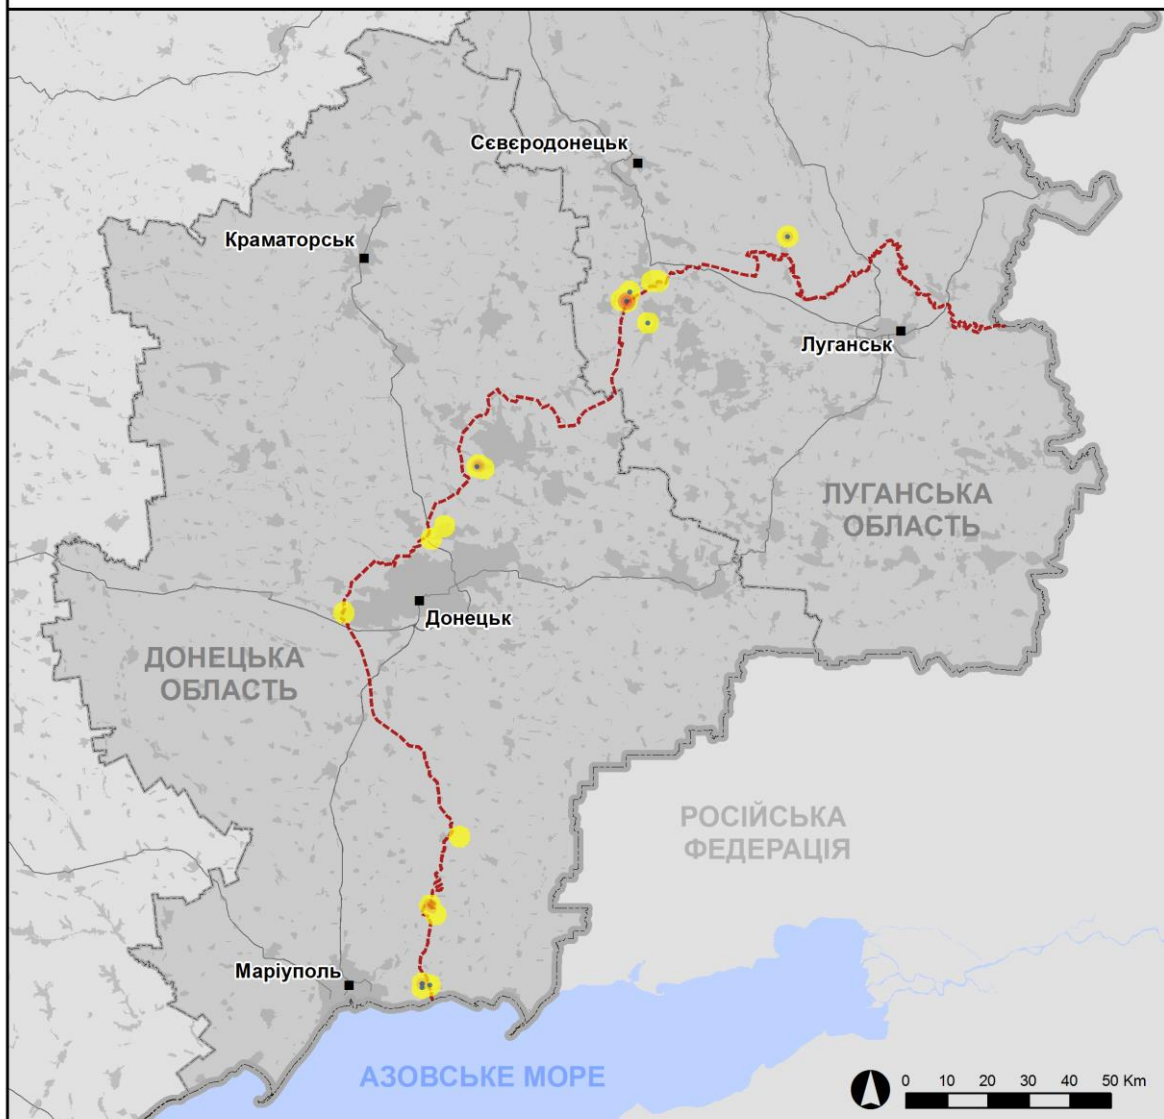 Сєвєродонецьк
Краматорськ
Луганськ
ЛУГАНСЬКА
ОБЛАСТЬ
Донецьк
ДОНЕЦЬКА
ОБЛАСТЬ
РОСІЙСЬКА
ФЕДЕРАЦІЯ
Маріуполь
АЗОВСЬКЕ МОРЕ
0 10 20 30 40 50 Km